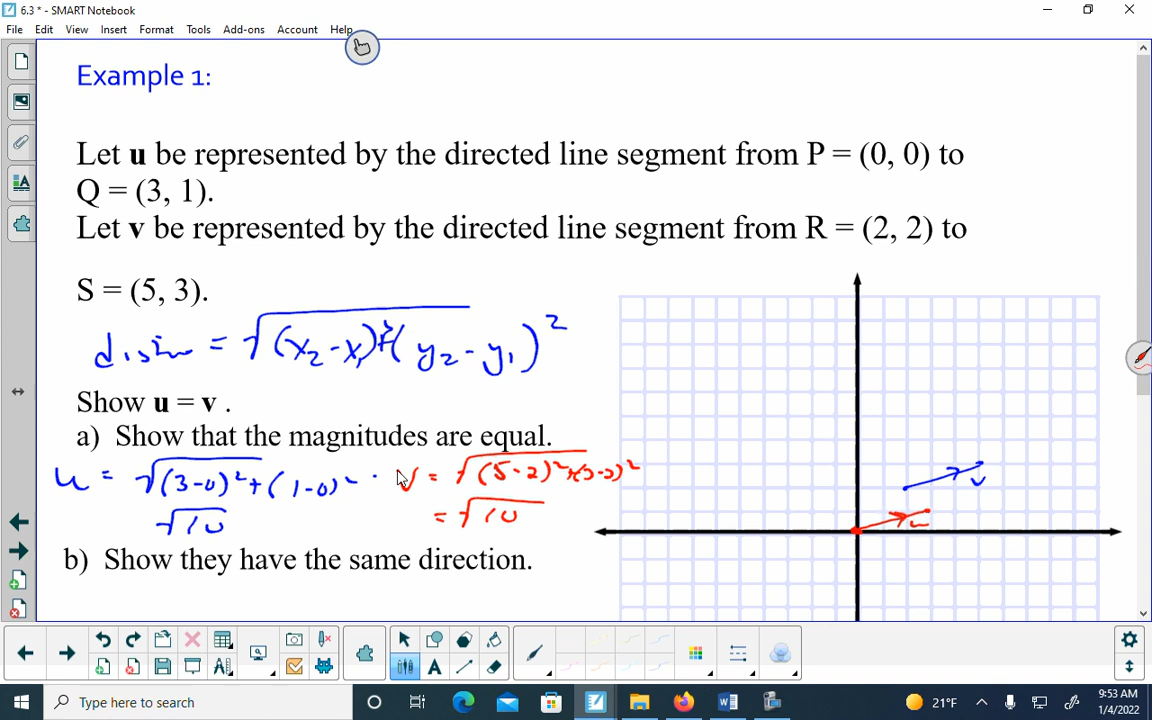 6.3 * - SMART Notebook
File Edit View Insert Format Tools Add-ons Account Help
Example 1:
Let u be represented by the directed line segment from P = (0, 0) to
Q = (3, 1).
Let v be represented by the directed line segment from R = (2, 2) to
S = (5, 3).
= √(x₂-x₁)²+(y₂-y₁)²
Show u = v .
a) Show that the magnitudes are equal.
u = √(3-0)²+(1-0)² v = √(5-2)²+(3-2)²
√10 = √10
v
u
b) Show they have the same direction.
A
Type here to search
21°F
9:53 AM
1/4/2022